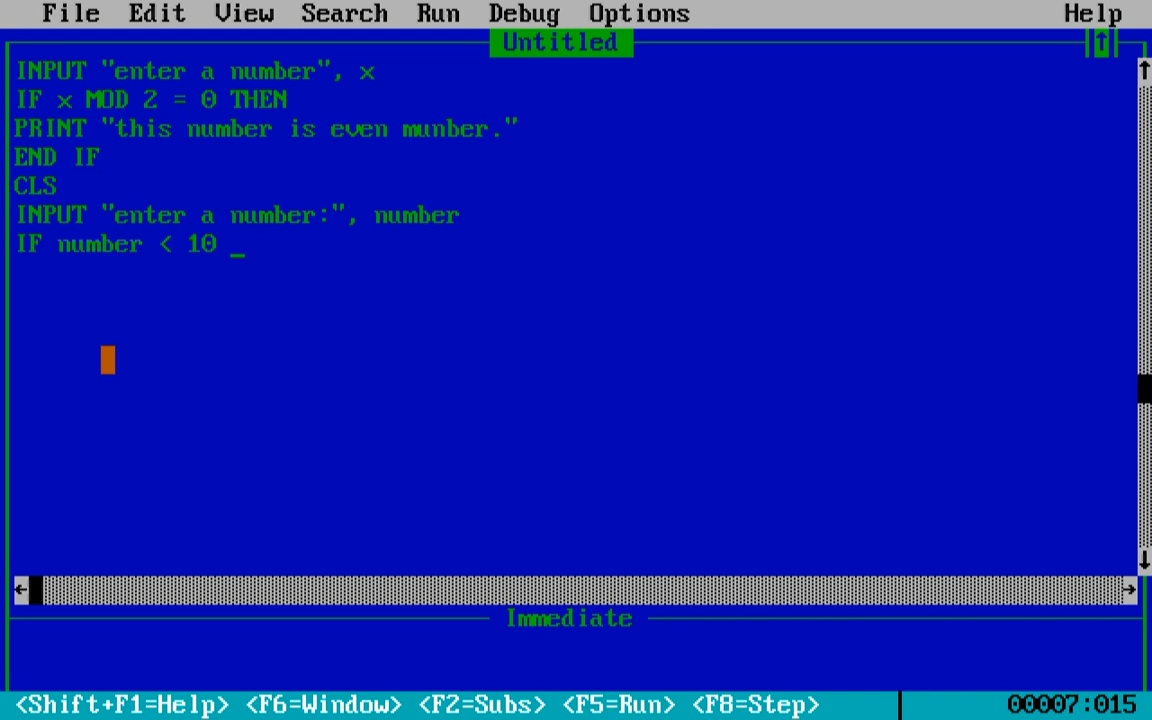 File Edit View Search Run Debug Options Help
Untitled
INPUT "enter a number", x
IF x MOD 2 = 0 THEN
PRINT "this number is even munber."
END IF
CLS
INPUT "enter a number:", number
IF number < 10 _
Immediate
<Shift+F1=Help> <F6=Window> <F2=Subs> <F5=Run> <F8=Step> 00007:015